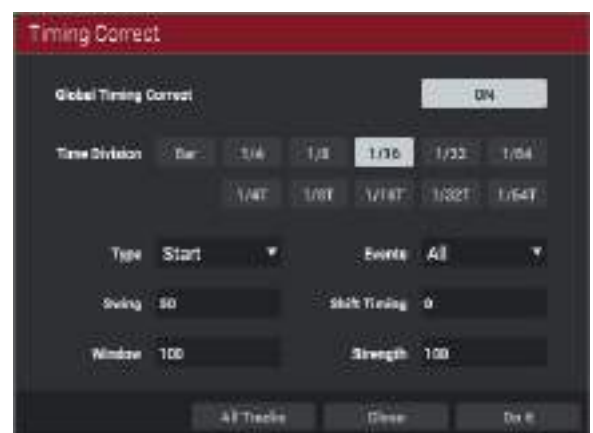 Timing Correct
Global Timing Correct ON
Time Division Bar 1/4 1/8 1/16 1/32 1/64
1/4T 1/8T 1/16T 1/32T 1/64T
Type Start Events All
Swing 50 Shift Timing 0
Window 100 Strength 100
All Tracks Close Do It